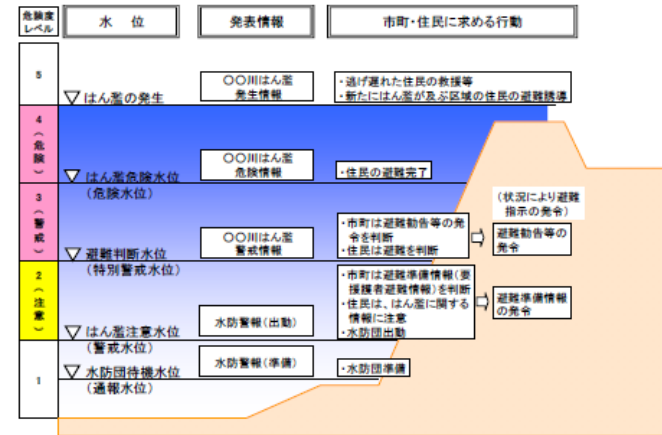 危険度
レベル
水 位
発表情報
市町・住民に求める行動
5
▽はん濫の発生
〇〇川はん濫
発生情報
・逃げ遅れた住民の救援等
・新たにはん濫が及ぶ区域の住民の避難誘導
4
(危険)
▽はん濫危険水位
(危険水位)
〇〇川はん濫
危険情報
・住民の避難完了
3
(警戒)
▽避難判断水位
(特別警戒水位)
〇〇川はん濫
警戒情報
・市町は避難勧告等の発
令を判断
・住民は避難を判断
(状況により避難
指示の発令)
避難勧告等の
発令
2
(注意)
▽はん濫注意水位
(警戒水位)
水防警報(出動)
・市町は避難準備情報(要
援護者避難情報)を判断
・住民は、はん濫に関する
情報に注意
・水防団出動
避難準備情報
の発令
1
▽水防団待機水位
(通報水位)
水防警報(準備)
・水防団準備